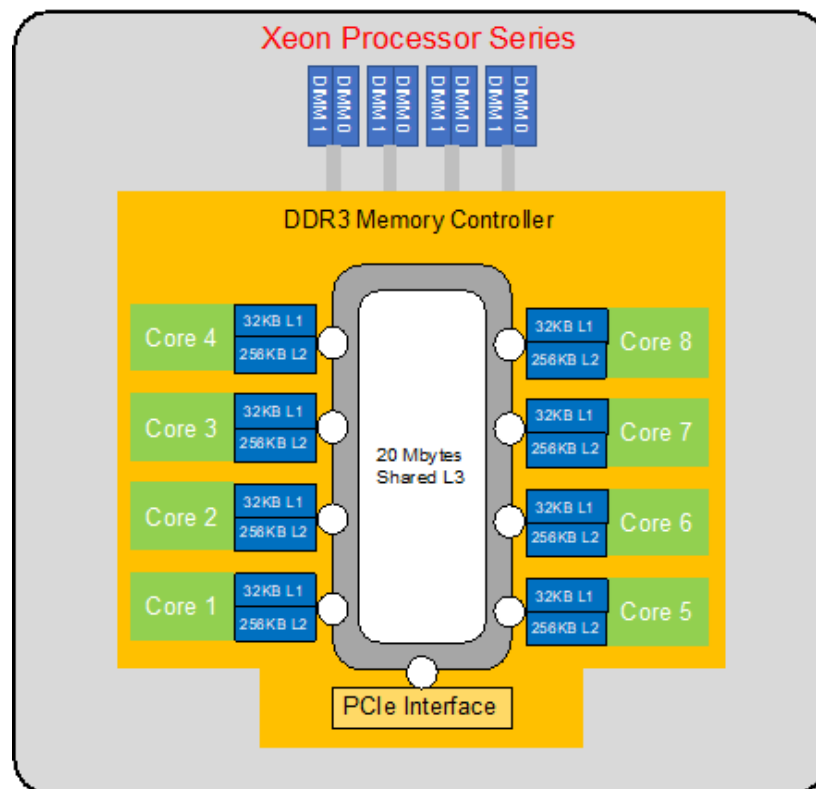 Xeon Processor Series
DIMM 1
DIMM 0
DIMM 1
DIMM 0
DIMM 1
DIMM 0
DIMM 1
DIMM 0
DDR3 Memory Controller
Core 4
32KB L1
256KB L2
32KB L1
256KB L2
Core 8
Core 3
32KB L1
256KB L2
32KB L1
256KB L2
Core 7
20 Mbytes
Shared L3
Core 2
32KB L1
256KB L2
32KB L1
256KB L2
Core 6
Core 1
32KB L1
256KB L2
32KB L1
256KB L2
Core 5
PCIe Interface